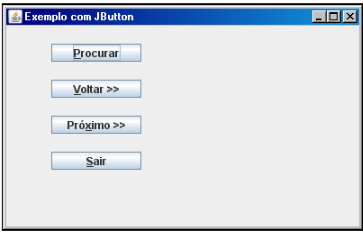 Exemplo com JButton
Procurar
Voltar >>
Próximo >>
Sair